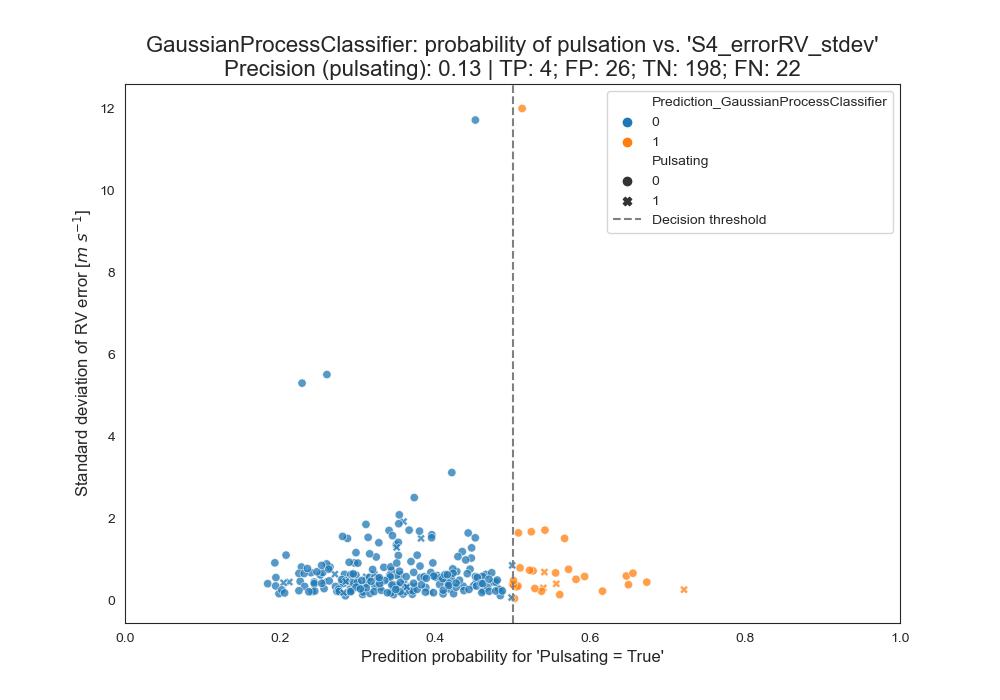 GaussianProcessClassifier: probability of pulsation vs. 'S4_errorRV_stdev'
Precision (pulsating): 0.13 | TP: 4; FP: 26; TN: 198; FN: 22
Prediction_GaussianProcessClassifier
0
1
Pulsating
0
1
Decision threshold
Standard deviation of RV error [m s⁻¹]
12
10
8
6
4
2
0
0.0 0.2 0.4 0.6 0.8 1.0
Predition probability for 'Pulsating = True'